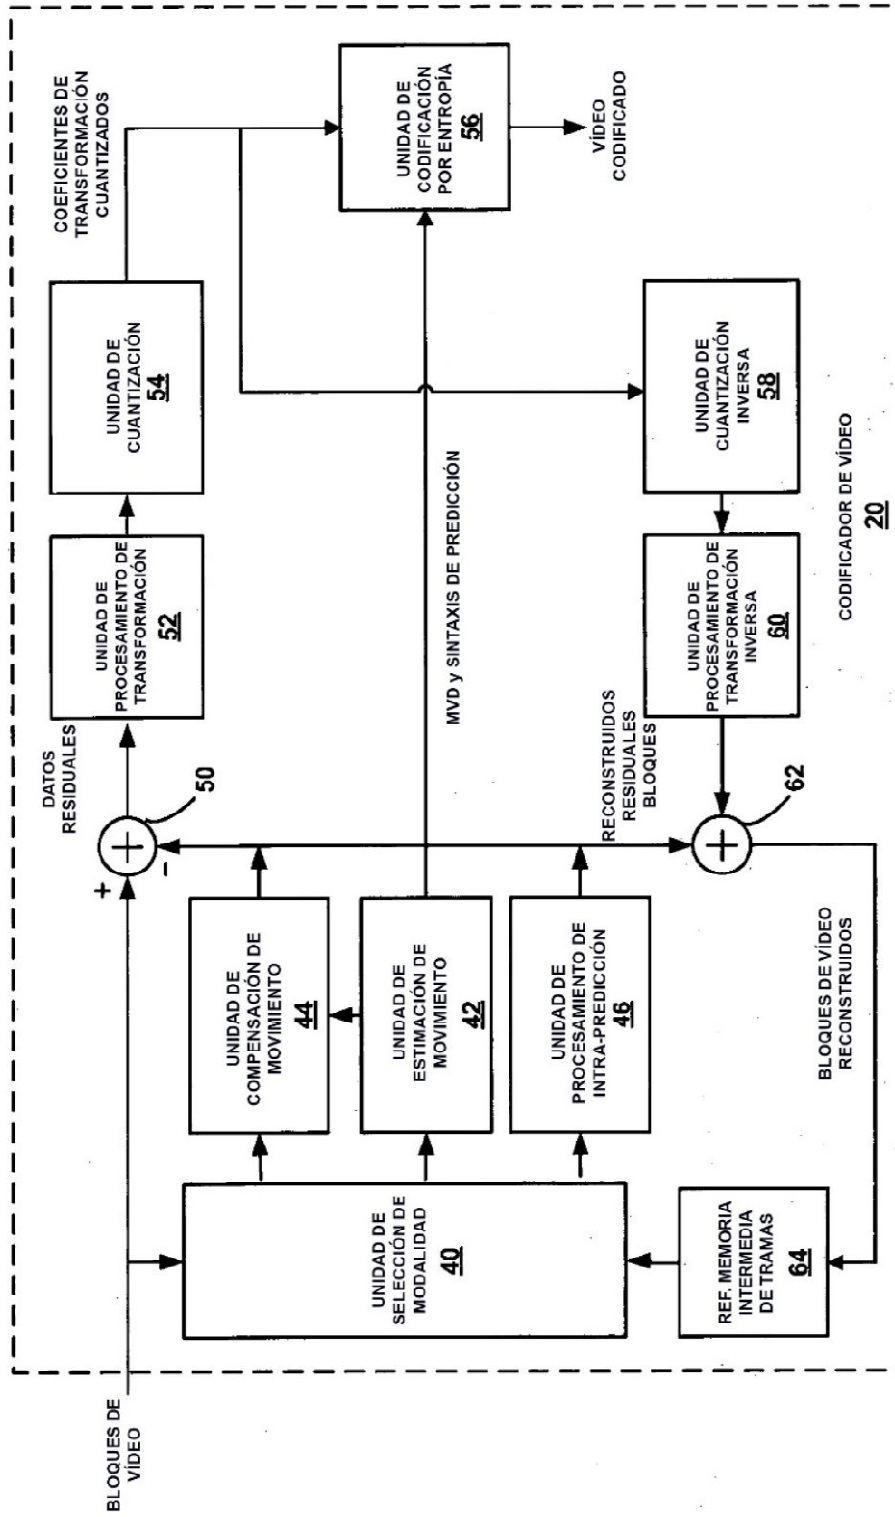 BLOQUES DE
VÍDEO
UNIDAD DE
SELECCIÓN DE
MODALIDAD
40
REF. MEMORIA
INTERMEDIA
DE TRAMAS
64
UNIDAD DE
COMPENSACIÓN DE
MOVIMIENTO
44
UNIDAD DE
ESTIMACIÓN DE
MOVIMIENTO
42
UNIDAD DE
PROCESAMIENTO DE
INTRA-PREDICCIÓN
46
BLOQUES DE VÍDEO
RECONSTRUIDOS
+
-
+
50
DATOS
RESIDUALES
RECONSTRUIDOS
RESIDUALES
BLOQUES
+
62
UNIDAD DE
PROCESAMIENTO DE
TRANSFORMACIÓN
52
MVD y SINTAXIS DE PREDICCIÓN
UNIDAD DE
PROCESAMIENTO DE
TRANSFORMACIÓN
INVERSA
60
UNIDAD DE
CUANTIZACIÓN
54
UNIDAD DE
CUANTIZACIÓN
INVERSA
58
COEFICIENTES DE
TRANSFORMACIÓN
CUANTIZADOS
UNIDAD DE
CODIFICACIÓN
POR ENTROPÍA
56
VÍDEO
CODIFICADO
CODIFICADOR DE VÍDEO
20